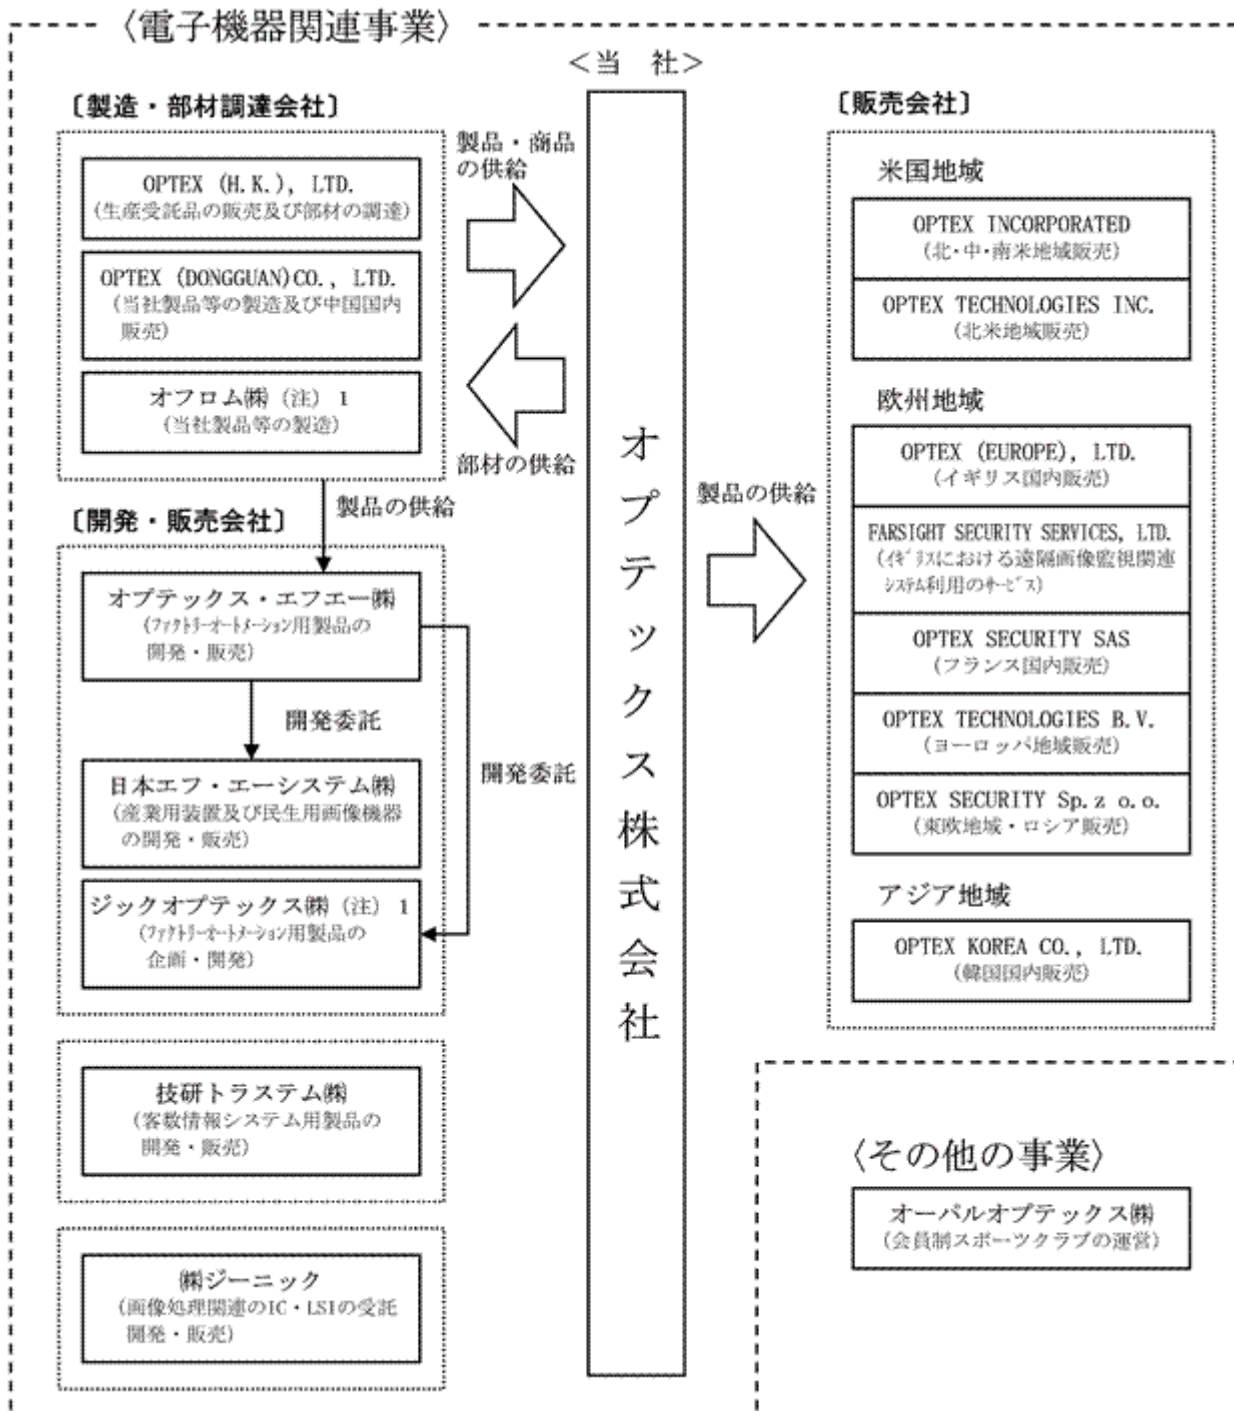 〈電子機器関連事業〉
＜当　社＞
〔製造・部材調達会社〕
OPTEX (H.K.), LTD.
(生産受託品の販売及び部材の調達)
OPTEX (DONGGUAN)CO., LTD.
(当社製品等の製造及び中国国内
販売)
オフロム㈱（注）1
(当社製品等の製造)
製品・商品
の供給
部材の供給
製品の供給
〔開発・販売会社〕
オプテックス・エフエー㈱
(ﾌｧｸﾄﾘｰｵｰﾄﾒｰｼｮﾝ用製品の
開発・販売)
開発委託
日本エフ・エーシステム㈱
(産業用装置及び民生用画像機器
の開発・販売)
開発委託
ジックオプテックス㈱（注）1
(ﾌｧｸﾄﾘｰｵｰﾄﾒｰｼｮﾝ用製品の
企画・開発)
技研トラステム㈱
(客数情報システム用製品の
開発・販売)
㈱ジーニック
(画像処理関連のIC・LSIの受託
開発・販売)
オプテックス株式会社
製品の供給
〔販売会社〕
米国地域
OPTEX INCORPORATED
(北・中・南米地域販売)
OPTEX TECHNOLOGIES INC.
(北米地域販売)
欧州地域
OPTEX (EUROPE), LTD.
(イギリス国内販売)
FARSIGHT SECURITY SERVICES, LTD.
(ｲｷﾞﾘｽにおける遠隔画像監視関連
ｼｽﾃﾑ利用のｻｰﾋﾞｽ)
OPTEX SECURITY SAS
(フランス国内販売)
OPTEX TECHNOLOGIES B.V.
(ヨーロッパ地域販売)
OPTEX SECURITY Sp.z o.o.
(東欧地域・ロシア販売)
アジア地域
OPTEX KOREA CO., LTD.
(韓国国内販売)
〈その他の事業〉
オーパルオプテックス㈱
(会員制スポーツクラブの運営)